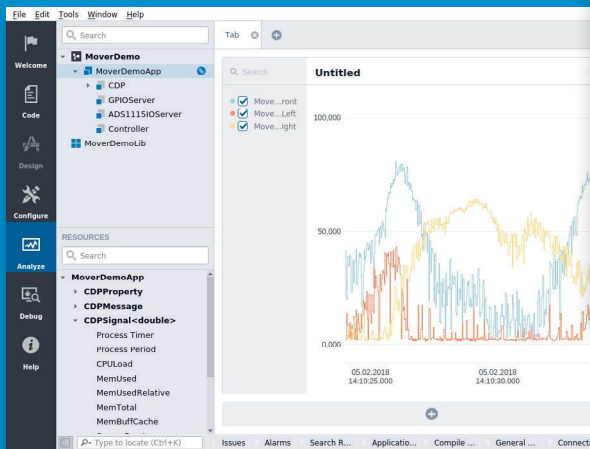 File Edit Tools Window Help
Welcome
Code
Design
Configure
Analyze
Debug
Help
Search
MoverDemo
MoverDemoApp
CDP
GPIOServer
ADS1115IOServer
Controller
MoverDemoLib
RESOURCES
Search
MoverDemoApp
CDPProperty
CDPMessage
CDPSignal<double>
Process Timer
Process Period
CPULoad
MemUsed
MemUsedRelative
MemTotal
MemBuffCache
Type to locate (Ctrl+K)
Tab
Search
Move...ront
Move...Left
Move...ight
Untitled
100,000
50,000
0,000
05.02.2018
14:19:25.000
05.02.2018
14:19:30.000
Issues Alarms Search R... Applicatio... Compile ... General ... Connecti